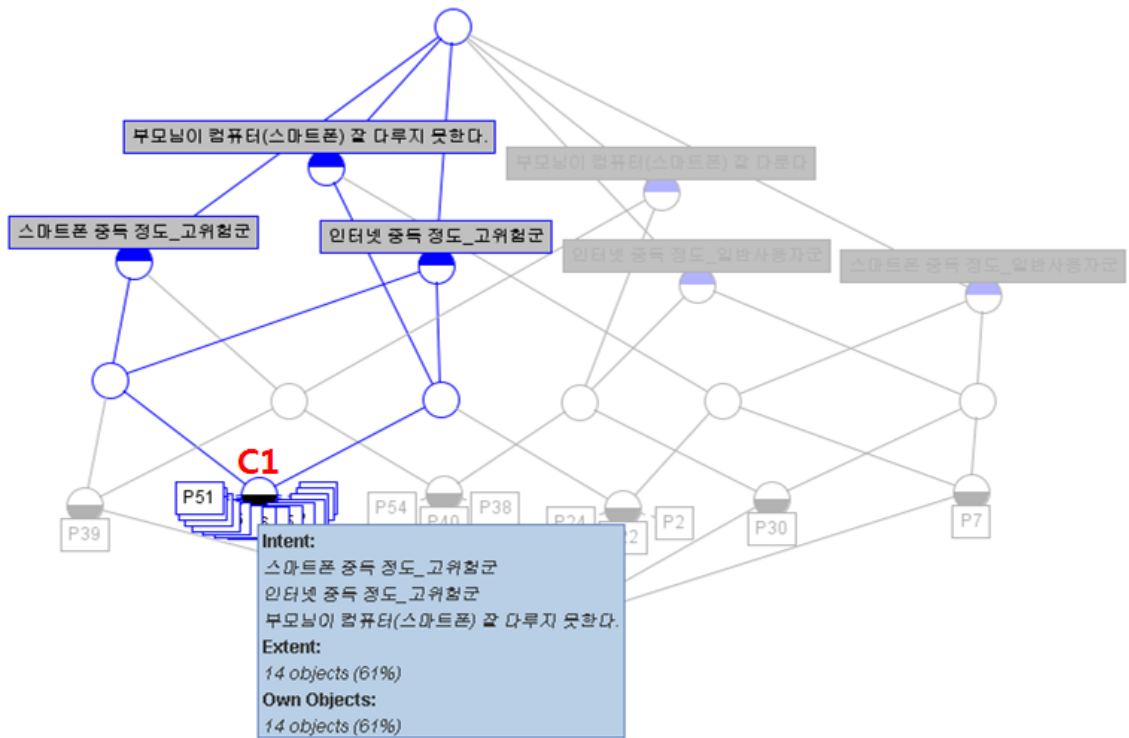 부모님이 컴퓨터(스마트폰) 잘 다루지 못한다.
부모님이 컴퓨터(스마트폰) 잘 다룬다
스마트폰 중독 정도_고위험군
인터넷 중독 정도_고위험군
인터넷 중독 정도_일반사용자군
스마트폰 중독 정도_일반사용자군
C1
P51
P54
P38
P40
P39
P24
P2
22
P30
P7
Intent:
스마트폰 중독 정도_고위험군
인터넷 중독 정도_고위험군
부모님이 컴퓨터(스마트폰) 잘 다루지 못한다.
Extent:
14 objects (61%)
Own Objects:
14 objects (61%)